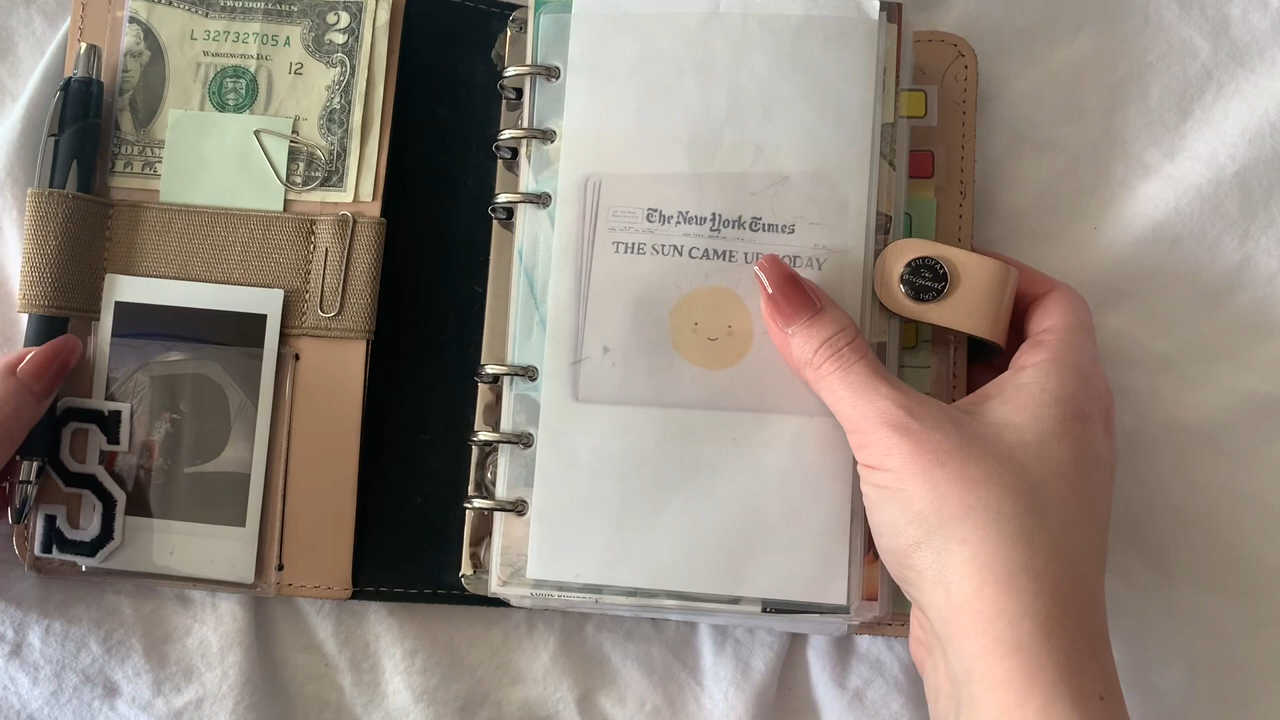 TWO DOLLARS
2
L 32732705 A
WASHINGTON, D.C.
12
The New York Times
THE SUN CAME UP TODAY
FILOFAX
The
original
EST. 1921
S